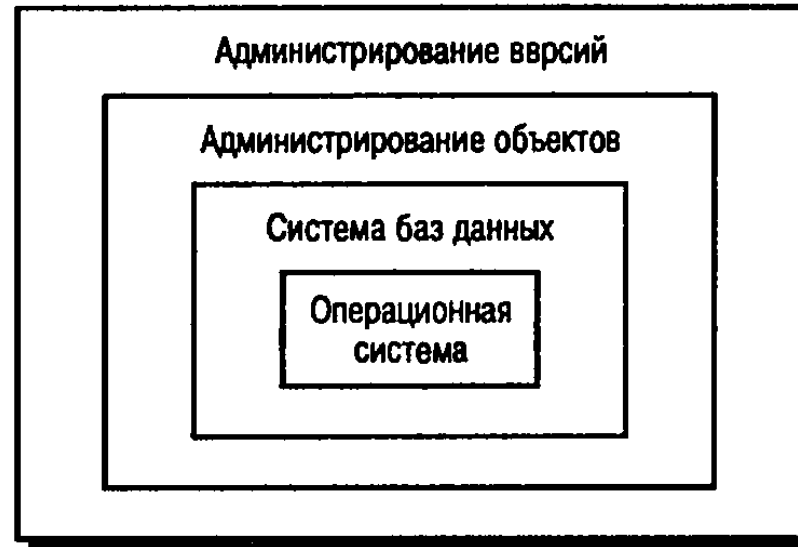 Администрирование вврсий
Администрирование объектов
Система баз данных
Операционная
система